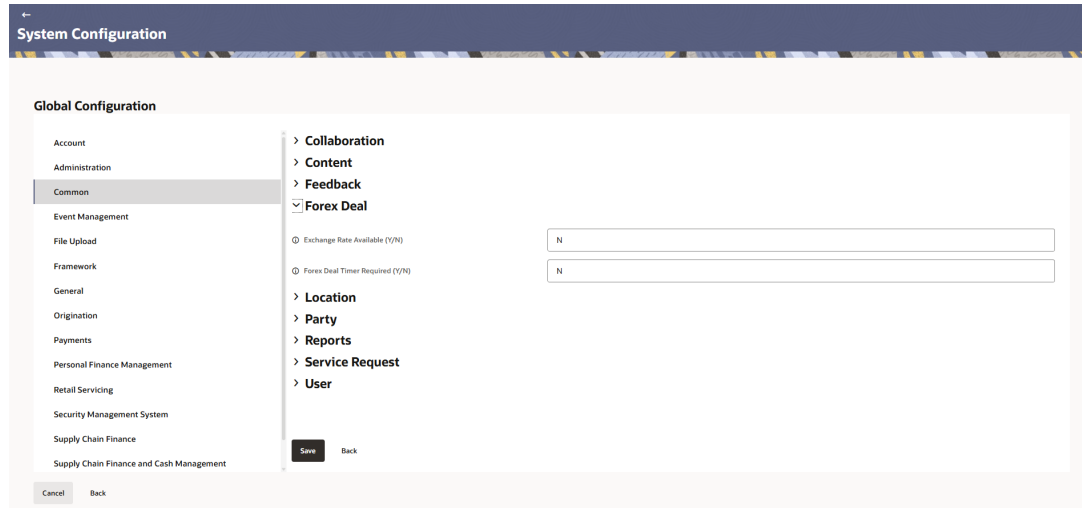 System Configuration
Global Configuration
Account
Administration
Common
Event Management
File Upload
Framework
General
Origination
Payments
Personal Finance Management
Retail Servicing
Security Management System
Supply Chain Finance
Supply Chain Finance and Cash Management
Collaboration
Content
Feedback
Forex Deal
Exchange Rate Available (Y/N) N
Forex Deal Timer Required (Y/N) N
Location
Party
Reports
Service Request
User
Save Back
Cancel Back